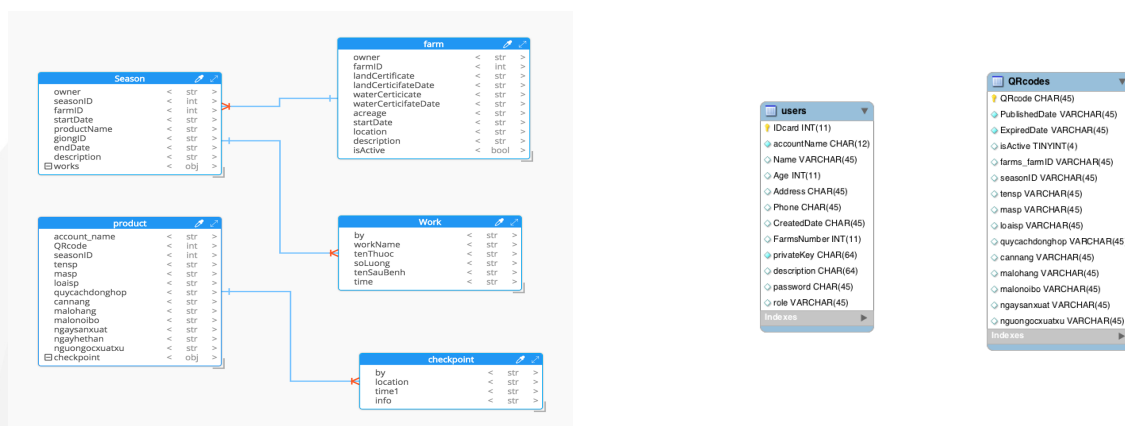 Season
owner < str >
seasonID < int >
farmID < int >
startDate < str >
productName < str >
giongID < str >
endDate < str >
description < str >
works < obj >
farm
owner < str >
farmID < int >
landCertificate < str >
landCerticifateDate < str >
waterCerticicate < str >
waterCerticifateDate < str >
acreage < str >
startDate < str >
location < str >
description < str >
isActive < bool >
product
account_name < str >
QRcode < int >
seasonID < int >
tensp < str >
masp < str >
loaisp < str >
quycachdonghop < str >
cannang < str >
malohang < str >
malonoibo < str >
ngaysanxuat < str >
ngayhethan < str >
nguongocxuatxu < str >
checkpoint < obj >
Work
by < str >
workName < str >
tenThuoc < str >
soLuong < str >
tenSauBenh < str >
time < str >
checkpoint
by < str >
location < str >
time1 < str >
info < str >
users
IDcard INT(11)
accountName CHAR(12)
Name VARCHAR(45)
Age INT(11)
Address CHAR(45)
Phone CHAR(45)
CreatedDate CHAR(45)
FarmsNumber INT(11)
privateKey CHAR(64)
description CHAR(64)
password CHAR(45)
role VARCHAR(45)
Indexes
QRcodes
QRcode CHAR(45)
PublishedDate VARCHAR(45)
ExpiredDate VARCHAR(45)
isActive TINYINT(4)
farms_farmID VARCHAR(45)
seasonID VARCHAR(45)
tensp VARCHAR(45)
masp VARCHAR(45)
loaisp VARCHAR(45)
quycachdonghop VARCHAR(45
cannang VARCHAR(45)
malohang VARCHAR(45)
malonoibo VARCHAR(45)
ngaysanxuat VARCHAR(45)
nguongocxuatxu VARCHAR(45)
Indexes